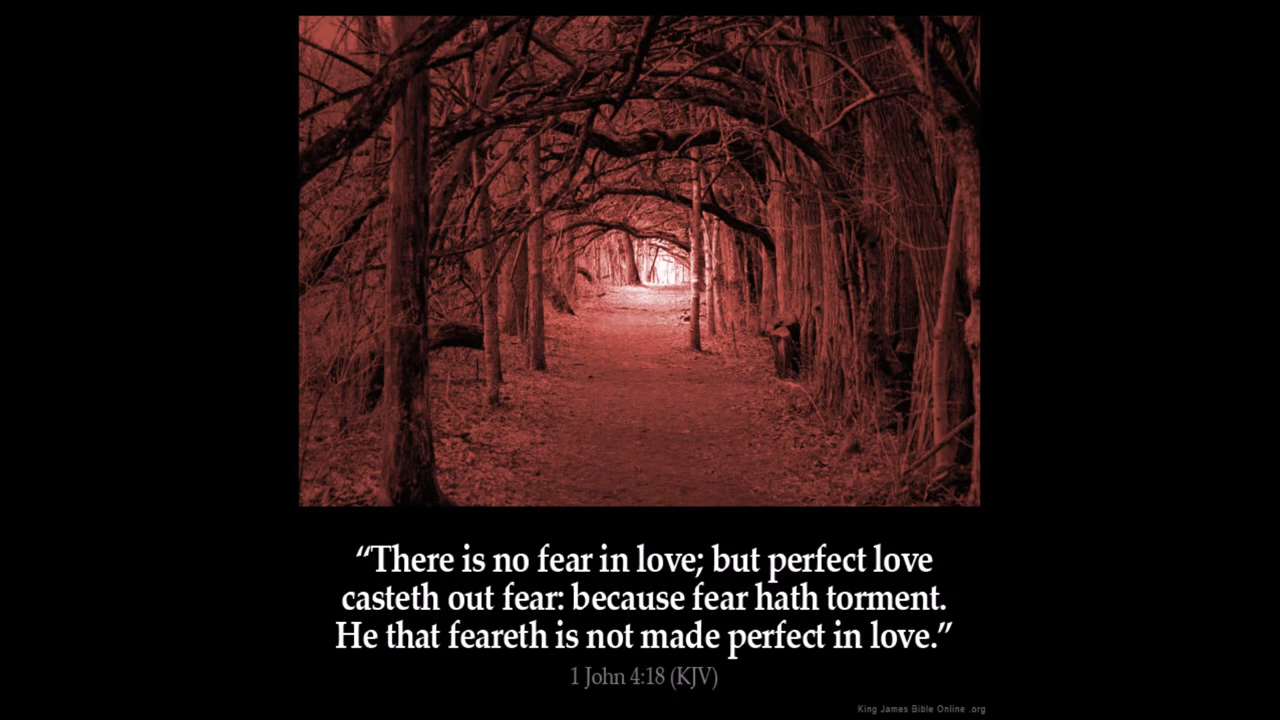 “There is no fear in love; but perfect love
casteth out fear: because fear hath torment.
He that feareth is not made perfect in love.”
1 John 4:18 (KJV)
King James Bible Online .org